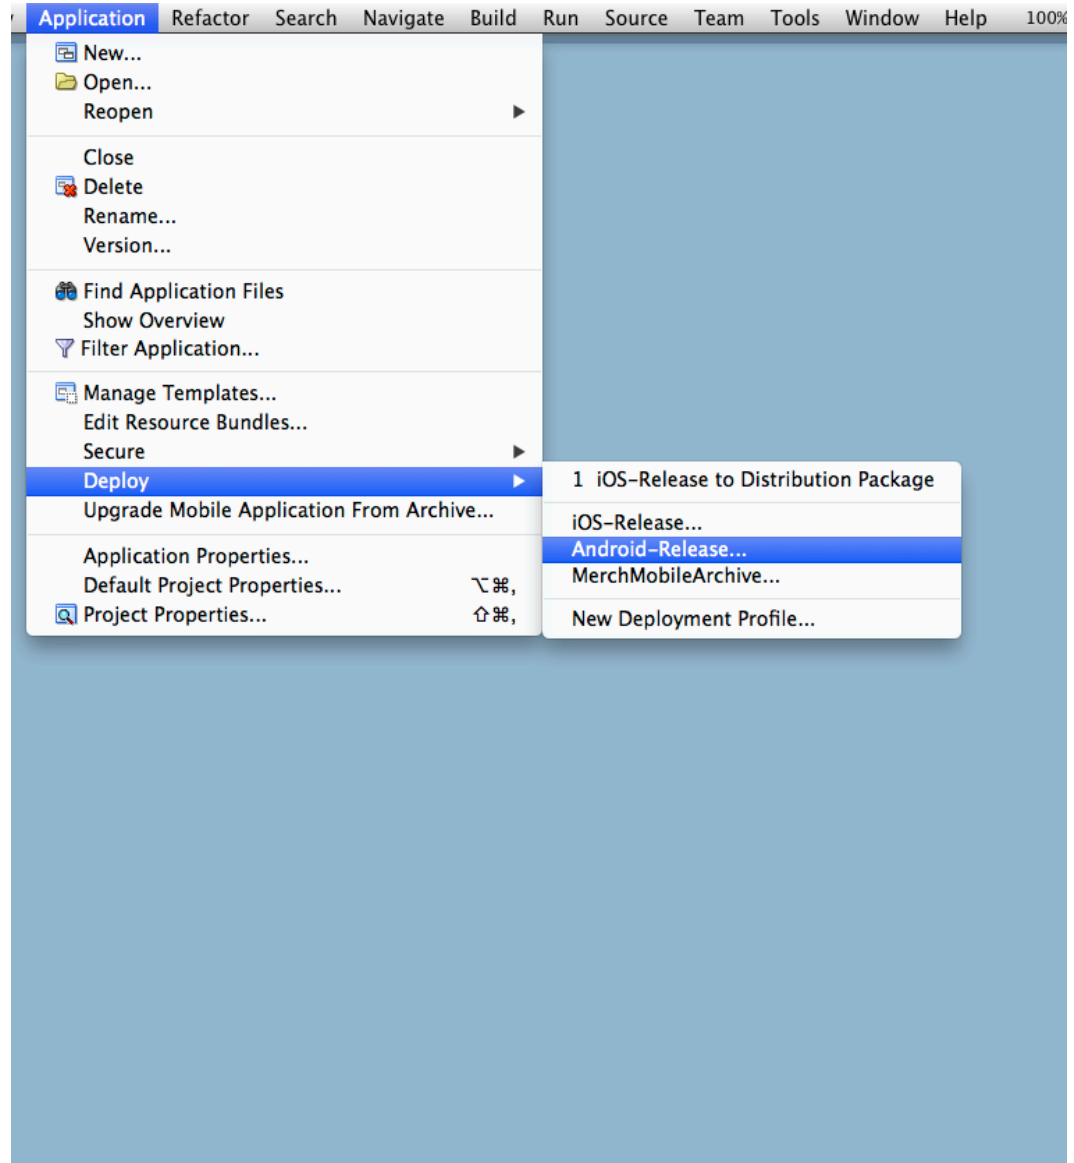 Application Refactor Search Navigate Build Run Source Team Tools Window Help 100%
New...
Open...
Reopen
Close
Delete
Rename...
Version...
Find Application Files
Show Overview
Filter Application...
Manage Templates...
Edit Resource Bundles...
Secure
Deploy
Upgrade Mobile Application From Archive...
Application Properties...
Default Project Properties... ⌥⌘,
Project Properties... ⇧⌘,
1 iOS-Release to Distribution Package
iOS-Release...
Android-Release...
MerchMobileArchive...
New Deployment Profile...